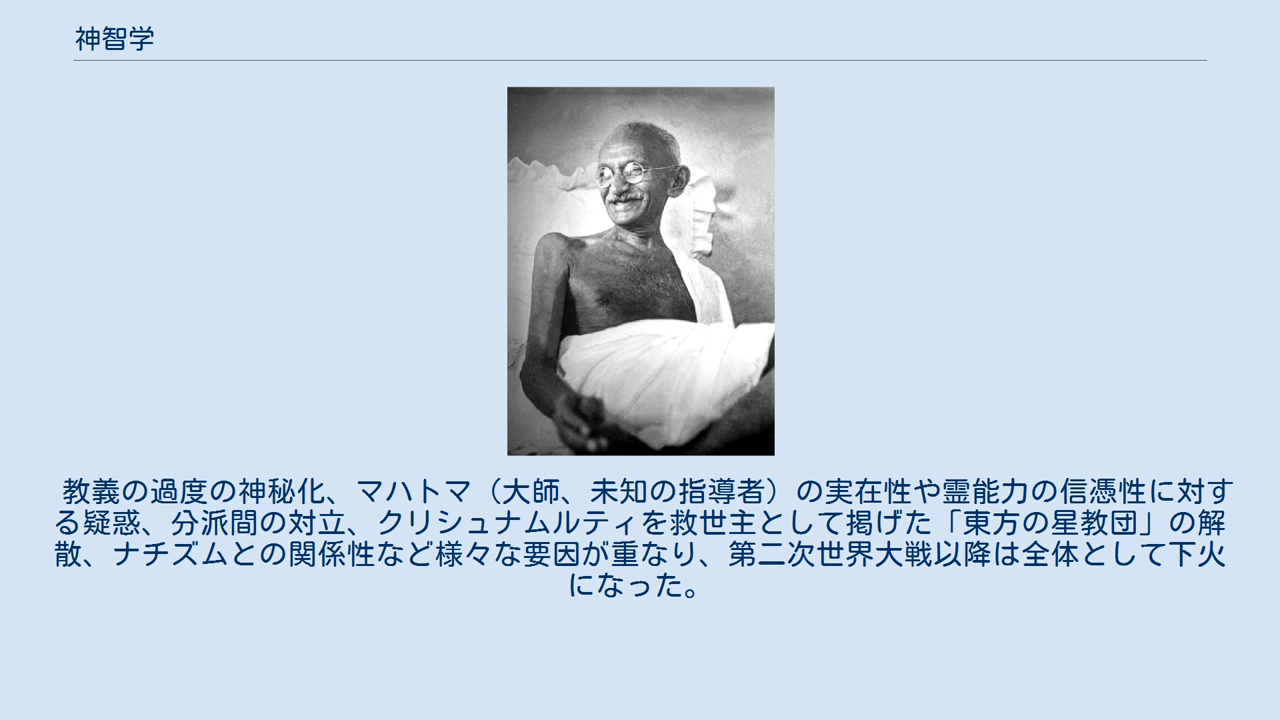 神智学
教義の過度の神秘化、マハトマ（大師、未知の指導者）の実在性や霊能力の信憑性に対す
る疑惑、分派間の対立、クリシュナムルティを救世主として掲げた「東方の星教団」の解
散、ナチズムとの関係性など様々な要因が重なり、第二次世界大戦以降は全体として下火
になった。